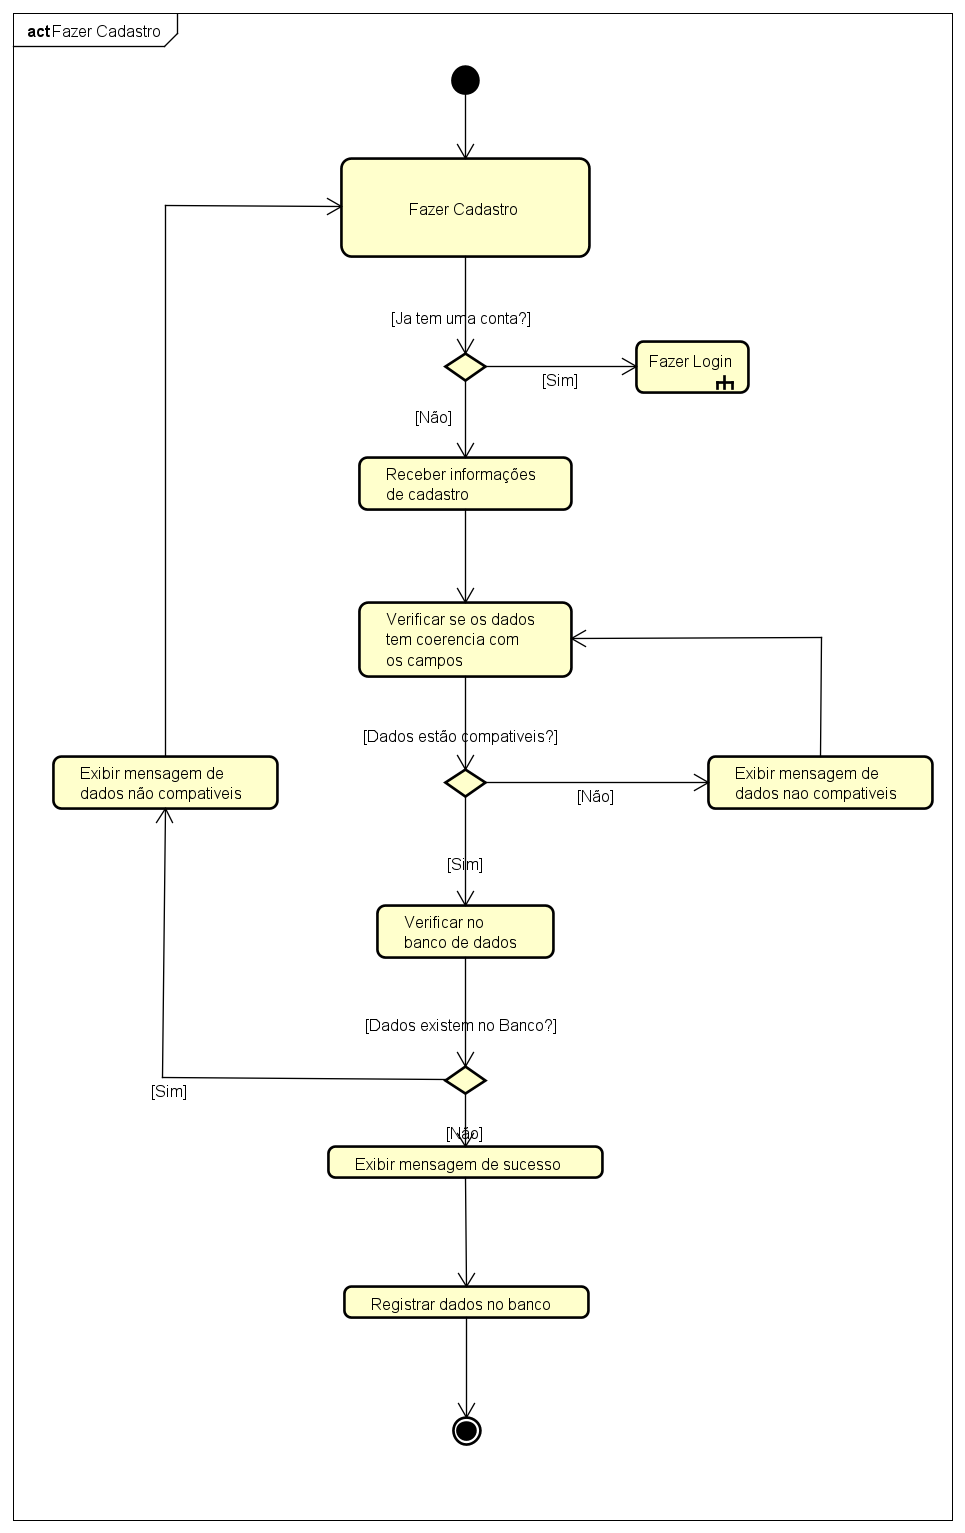 act Fazer Cadastro
Fazer Cadastro
[Ja tem uma conta?]
Fazer Login
[Sim]
[Não]
Receber informações
de cadastro
Verificar se os dados
tem coerencia com
os campos
[Dados estão compativeis?]
Exibir mensagem de
dados não compativeis
Exibir mensagem de
dados nao compativeis
[Não]
[Sim]
Verificar no
banco de dados
[Dados existem no Banco?]
[Sim]
[Não]
Exibir mensagem de sucesso
Registrar dados no banco